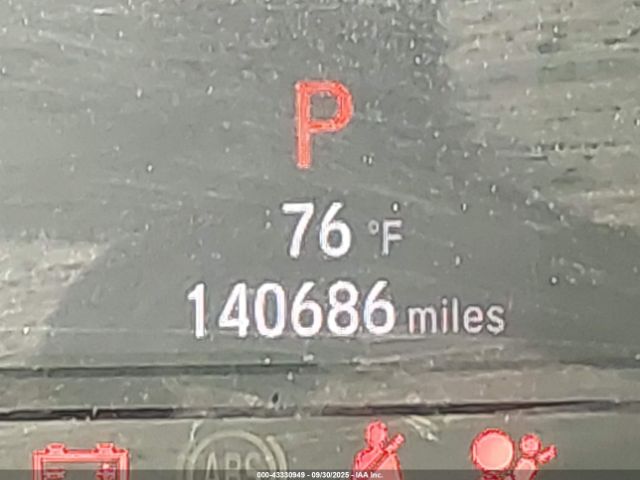 P
76 °F
140686 miles
ABS
000-43330949 - 09/30/2025 - IAA Inc.